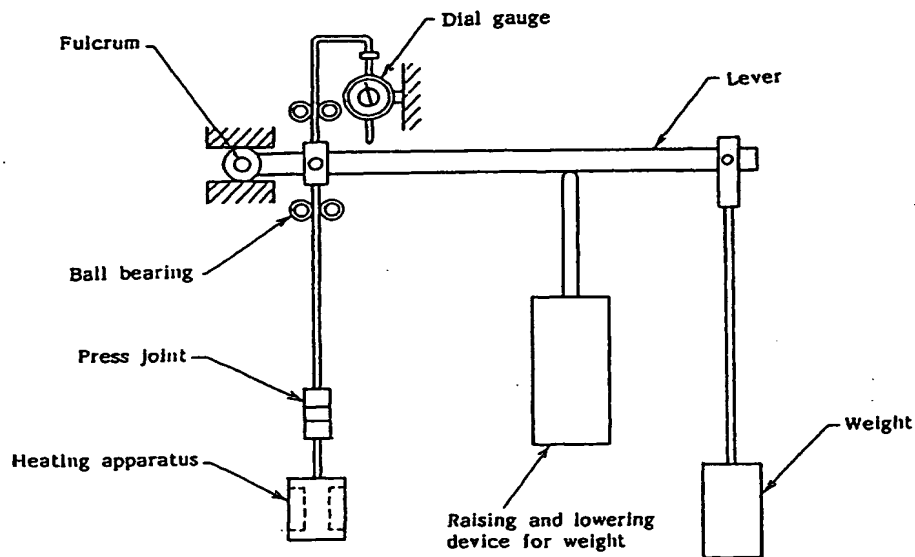 Dial gauge
Fulcrum
Lever
Ball bearing
Press joint
Heating apparatus
Weight
Raising and lowering
device for weight